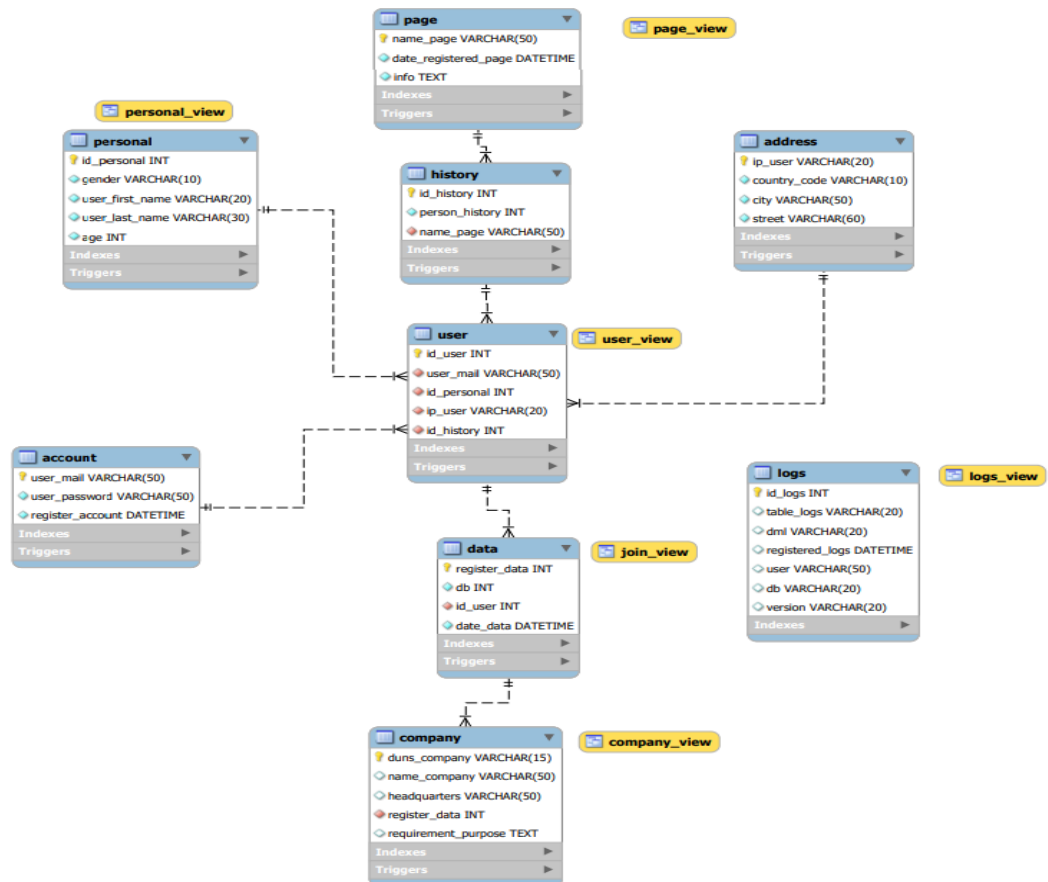 page
name_page VARCHAR(50)
date_registered_page DATETIME
info TEXT
Indexes
Triggers
page_view
personal_view
personal
id_personal INT
gender VARCHAR(10)
user_first_name VARCHAR(20)
user_last_name VARCHAR(30)
age INT
Indexes
Triggers
history
id_history INT
person_history INT
name_page VARCHAR(50)
Indexes
Triggers
address
ip_user VARCHAR(20)
country_code VARCHAR(10)
city VARCHAR(50)
street VARCHAR(60)
Indexes
Triggers
user
id_user INT
user_mail VARCHAR(50)
id_personal INT
ip_user VARCHAR(20)
id_history INT
Indexes
Triggers
user_view
account
user_mail VARCHAR(50)
user_password VARCHAR(50)
register_account DATETIME
Indexes
Triggers
logs
id_logs INT
table_logs VARCHAR(20)
dml VARCHAR(20)
registered_logs DATETIME
user VARCHAR(50)
db VARCHAR(20)
version VARCHAR(20)
Indexes
logs_view
data
register_data INT
db INT
id_user INT
date_data DATETIME
Indexes
Triggers
join_view
company
duns_company VARCHAR(15)
name_company VARCHAR(50)
headquarters VARCHAR(50)
register_data INT
requirement_purpose TEXT
Indexes
Triggers
company_view